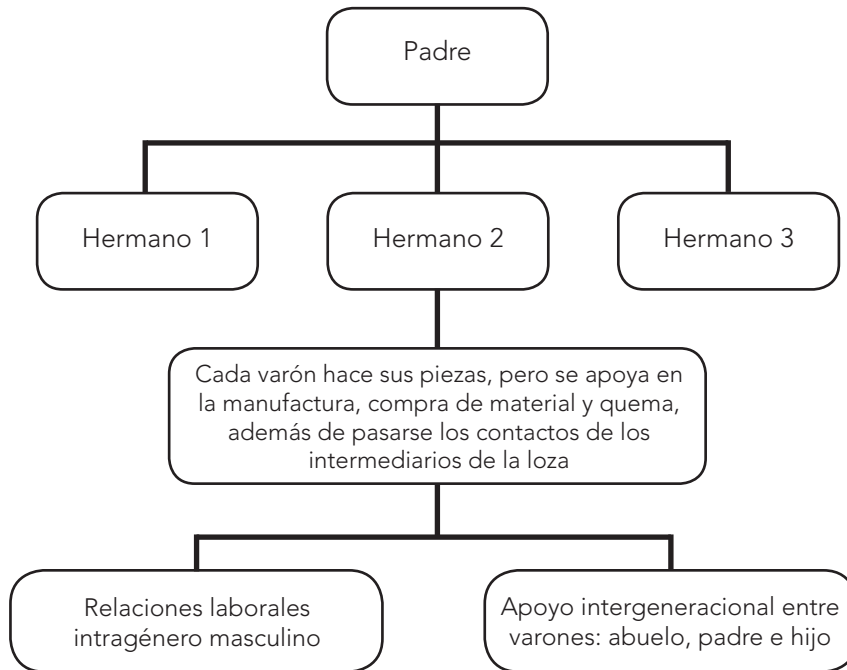 Padre
Hermano 1
Hermano 2
Hermano 3
Cada varón hace sus piezas, pero se apoya en
la manufactura, compra de material y quema,
además de pasarse los contactos de los
intermediarios de la loza
Relaciones laborales
intragénero masculino
Apoyo intergeneracional entre
varones: abuelo, padre e hijo